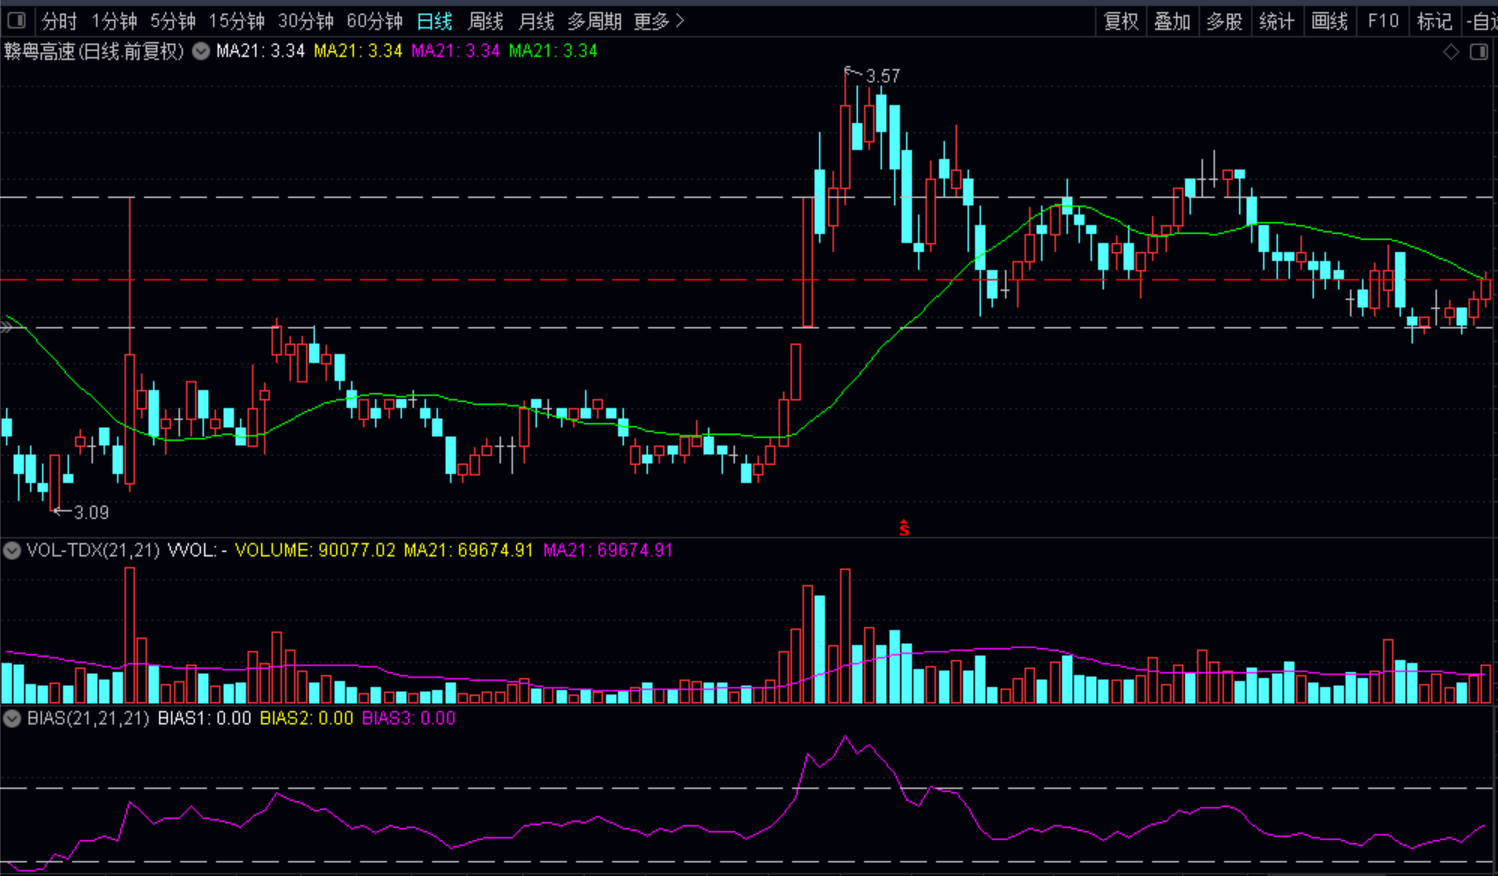 分时 1分钟 5分钟 15分钟 30分钟 60分钟 日线 周线 月线 多周期 更多 复权 叠加 多股 统计 画线 F10 标记 -自选
赣粤高速(日线.前复权) MA21: 3.34 MA21: 3.34 MA21: 3.34 MA21: 3.34
3.57
3.09
S
VOL-TDX(21,21) VVOL: - VOLUME: 90077.02 MA21: 69674.91 MA21: 69674.91
BIAS(21,21,21) BIAS1: 0.00 BIAS2: 0.00 BIAS3: 0.00